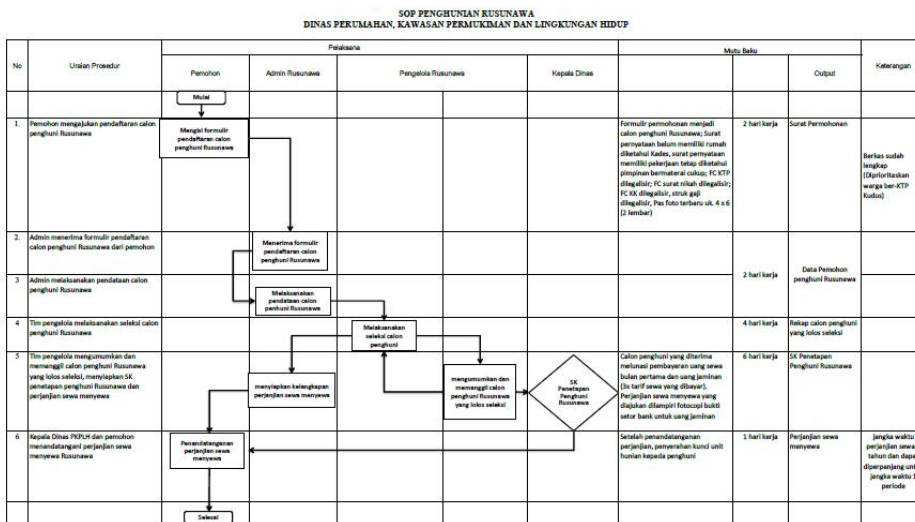 SOP PENGHUNIAN RUSUNAWA
DINAS PERUMAHAN, KAWASAN PERMUKIMAN DAN LINGKUNGAN HIDUP
No
Uraian Prosedur
Pelaksana
Mutu Baku
Keterangan
Pemohon
Admin Rusunawa
Pengelola Rusunawa
Kepala Dinas
Output
Mulai
1.
Pemohon mengajukan pendaftaran calon
penghuni Rusunawa
Mengisi formulir
pendaftaran calon
penghuni Rusunawa
Formulir permohonan menjadi
calon penghuni Rusunawa; Surat
pernyataan belum memiliki rumah
diketahui Kades, surat pernyataan
memiliki pekerjaan tetap diketahui
pimpinan bermaterai cukup; FC KTP
dilegalisir; FC surat nikah dilegalisir;
FC KK dilegalisir, struk gaji
dilegalisir, Pas foto terbaru uk. 4 x 6
(2 lembar)
2 hari kerja
Surat Permohonan
Berkas sudah
lengkap
(Diprioritaskan
warga ber-KTP
Kudus)
2.
Admin menerima formulir pendaftaran
calon penghuni Rusunawa dari pemohon
Menerima formulir
pendaftaran calon
penghuni Rusunawa
2 hari kerja
Data Pemohon
penghuni Rusunawa
3
Admin melaksanakan pendataan calon
penghuni Rusunawa
Melaksanakan
pendataan calon
penhuni Rusunawa
4
Tim pengelola melaksanakan seleksi calon
penghuni Rusunawa
Melaksanakan
seleksi calon
penghuni
4 hari kerja
Rekap calon penghuni
yang lolos seleksi
5
Tim pengelola mengumumkan dan
memanggil calon penghuni Rusunawa
yang lolos seleksi, menyiapkan SK
penetapan penghuni Rusunawa dan
perjanjian sewa menyewa
menyiapkan kelengkapan
perjanjian sewa menyewa
mengumumkan dan
memanggil calon
penghuni Rusunawa
yang lolos seleksi
SK
Penetapan
Penghuni
Rusunawa
Calon penghuni yang diterima
melunasi pembayaran uang sewa
bulan pertama dan uang jaminan
(3x tarif sewa yang dibayar).
Perjanjian sewa menyewa yang
diajukan dilampiri fotocopi bukti
setor bank untuk uang jaminan
6 hari kerja
SK Penetapan
Penghuni Rusunawa
6
Kepala Dinas PKPLH dan pemohon
menandatangani perjanjian sewa
menyewa Rusunawa
Penandatanganan
perjanjian sewa
menyewa
Setelah penandatanganan
perjanjian, penyerahan kunci unit
hunian kepada penghuni
1 hari kerja
Perjanjian sewa
menyewa
jangka waktu
perjanjian sewa
tahun dan dapa
diperpanjang unt
jangka waktu 1
periode
Selesai